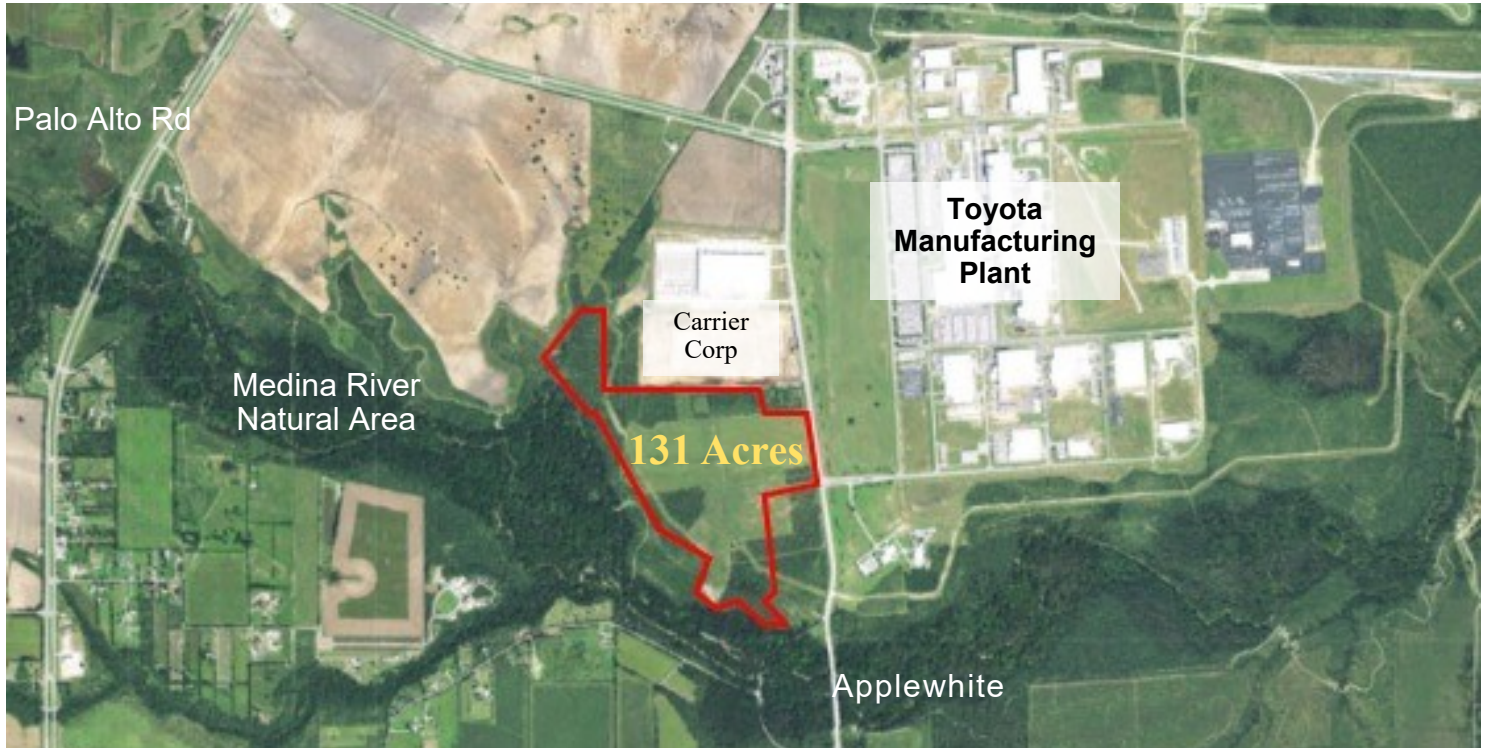 Palo Alto Rd
Toyota
Manufacturing
Plant
Carrier
Corp
Medina River
Natural Area
131 Acres
Applewhite